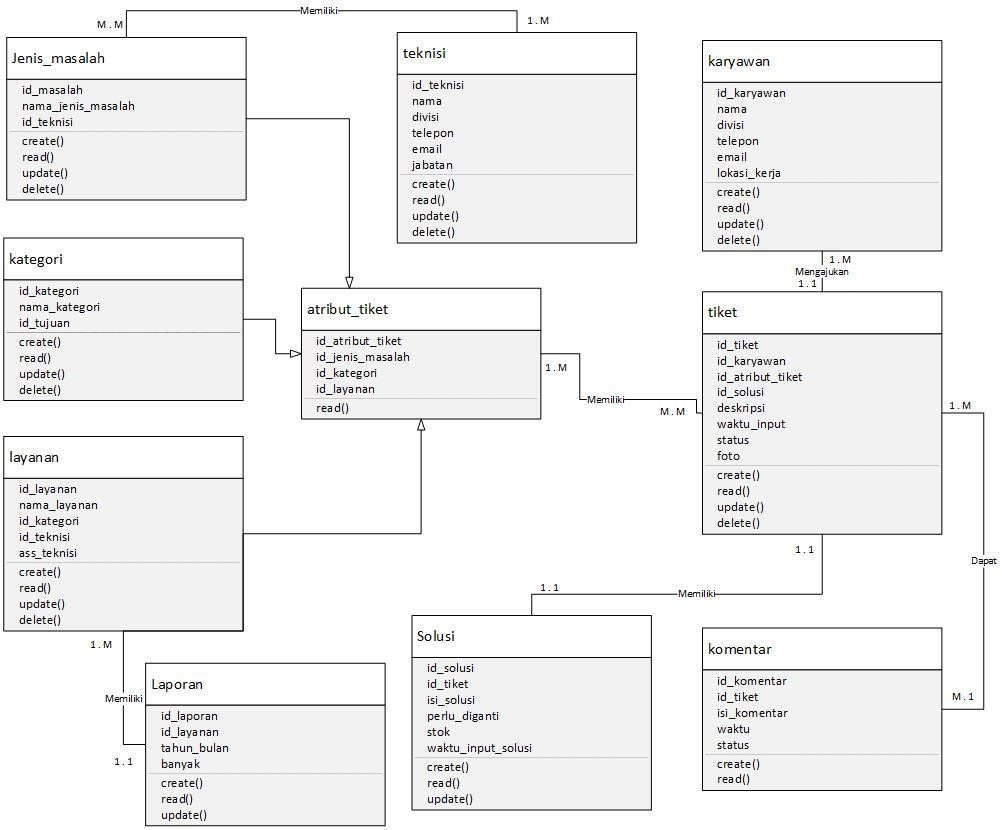 Memiliki
M.M
1.M
Jenis_masalah
id_masalah
nama_jenis_masalah
id_teknisi
create()
read()
update()
delete()
teknisi
id_teknisi
nama
divisi
telepon
email
jabatan
create()
read()
update()
delete()
karyawan
id_karyawan
nama
divisi
telepon
email
lokasi_kerja
create()
read()
update()
delete()
1.M
Mengajukan
1.1
kategori
id_kategori
nama_kategori
id_tujuan
create()
read()
update()
delete()
atribut_tiket
id_atribut_tiket
id_jenis_masalah
id_kategori
id_layanan
read()
1.M
Memiliki
M.M
tiket
id_tiket
id_karyawan
id_atribut_tiket
id_solusi
deskripsi
waktu_input
status
foto
create()
read()
update()
delete()
1.M
Dapat
M.1
layanan
id_layanan
nama_layanan
id_kategori
id_teknisi
ass_teknisi
create()
read()
update()
delete()
1.M
Memiliki
1.1
Laporan
id_laporan
id_layanan
tahun_bulan
banyak
create()
read()
update()
1.1
Memiliki
1.1
Solusi
id_solusi
id_tiket
isi_solusi
perlu_diganti
stok
waktu_input_solusi
create()
read()
update()
komentar
id_komentar
id_tiket
isi_komentar
waktu
status
create()
read()